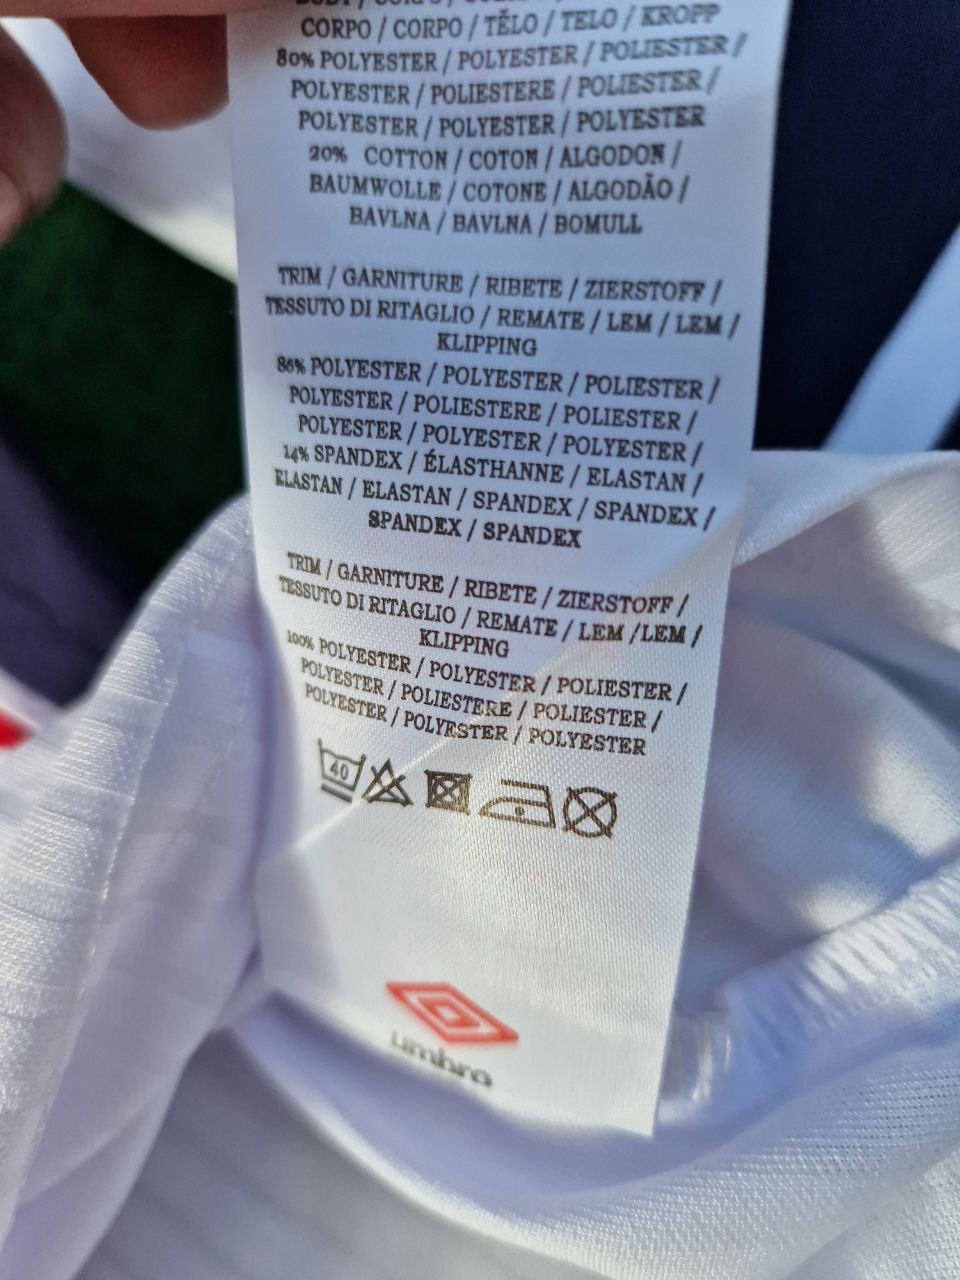 CORPO / CORPO / TĚLO / TELO / KROPP
80% POLYESTER / POLYESTER / POLIESTER /
POLYESTER / POLIESTERE / POLIESTER /
POLYESTER / POLYESTER / POLYESTER
20% COTTON / COTON / ALGODON /
BAUMWOLLE / COTONE / ALGODÃO /
BAVLNA / BAVLNA / BOMULL
TRIM / GARNITURE / RIBETE / ZIERSTOFF /
TESSUTO DI RITAGLIO / REMATE / LEM / LEM /
KLIPPING
86% POLYESTER / POLYESTER / POLIESTER /
POLYESTER / POLIESTERE / POLIESTER /
POLYESTER / POLYESTER / POLYESTER /
14% SPANDEX / ÉLASTHANNE / ELASTAN /
ELASTAN / ELASTAN / SPANDEX / SPANDEX /
SPANDEX / SPANDEX
TRIM / GARNITURE / RIBETE / ZIERSTOFF /
TESSUTO DI RITAGLIO / REMATE / LEM /LEM /
KLIPPING
100% POLYESTER / POLYESTER / POLIESTER /
POLYESTER / POLIESTERE / POLIESTER /
POLYESTER / POLYESTER / POLYESTER
40
umbro